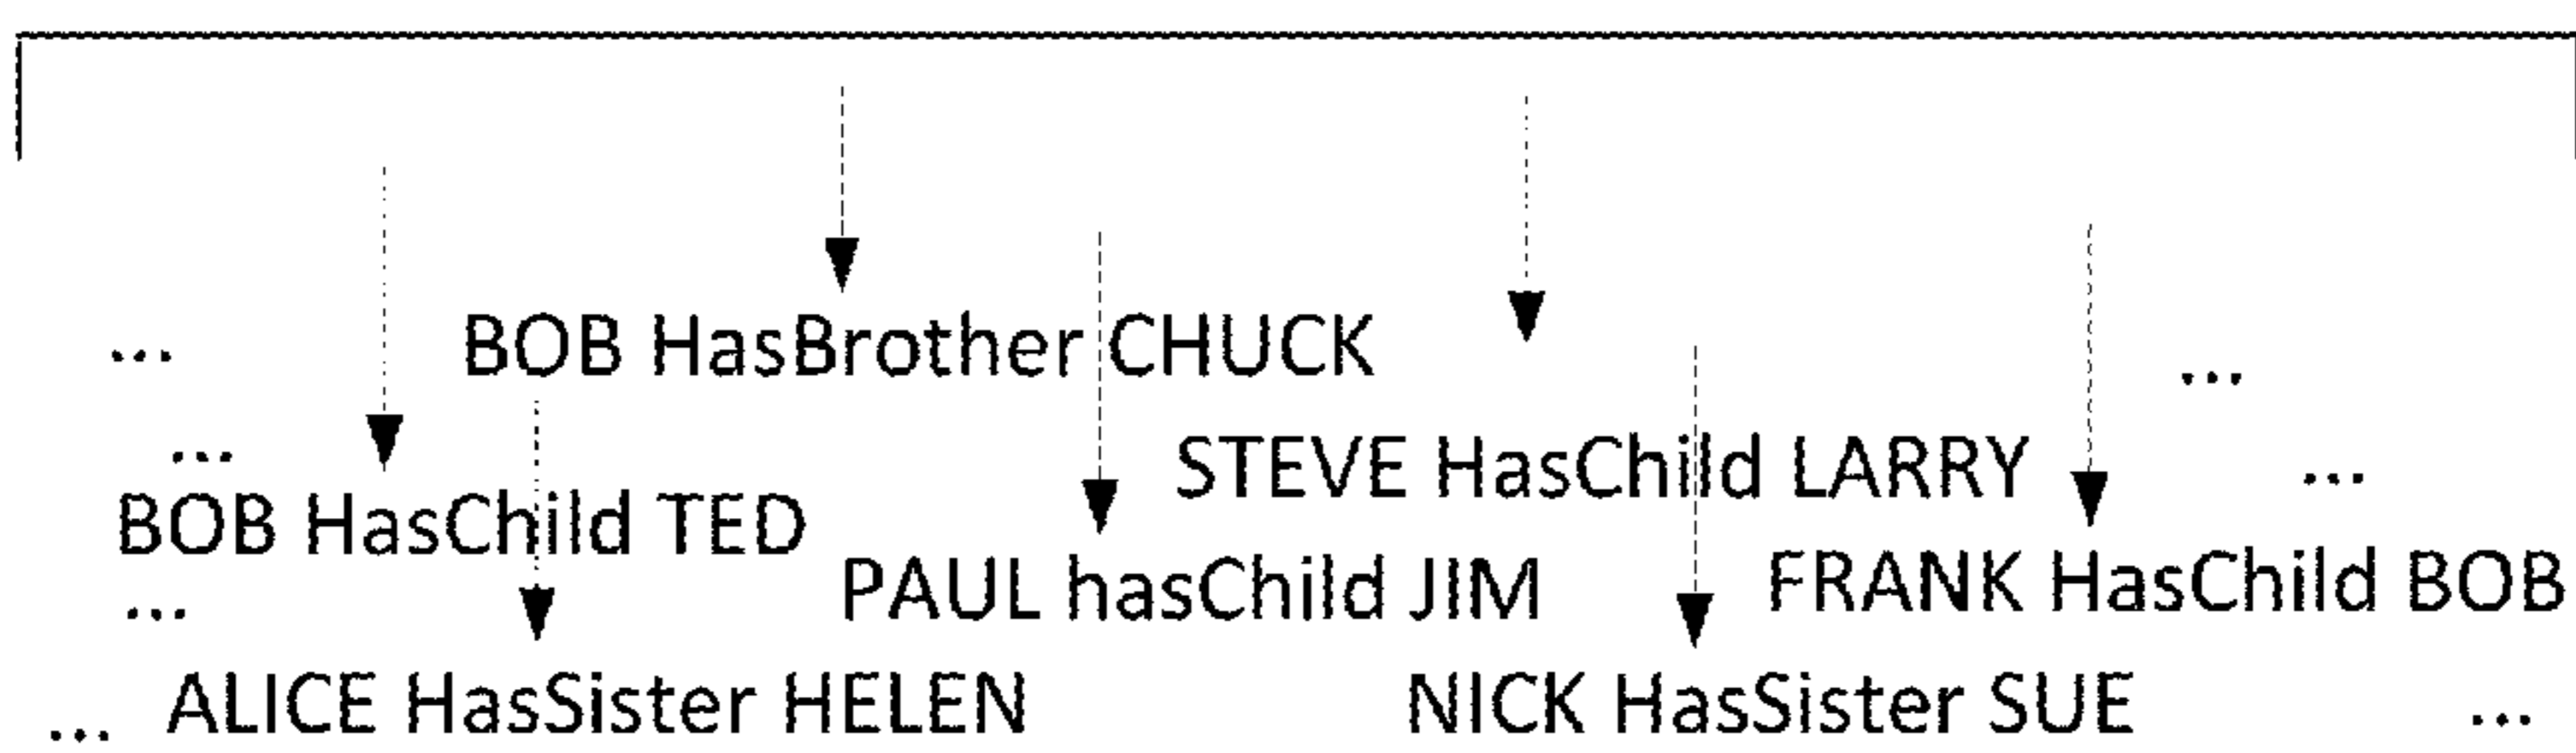 ... BOB HasBrother CHUCK ...
... STEVE HasChild LARRY ...
BOB HasChild TED
... PAUL hasChild JIM FRANK HasChild BOB
... ALICE HasSister HELEN NICK HasSister SUE ...